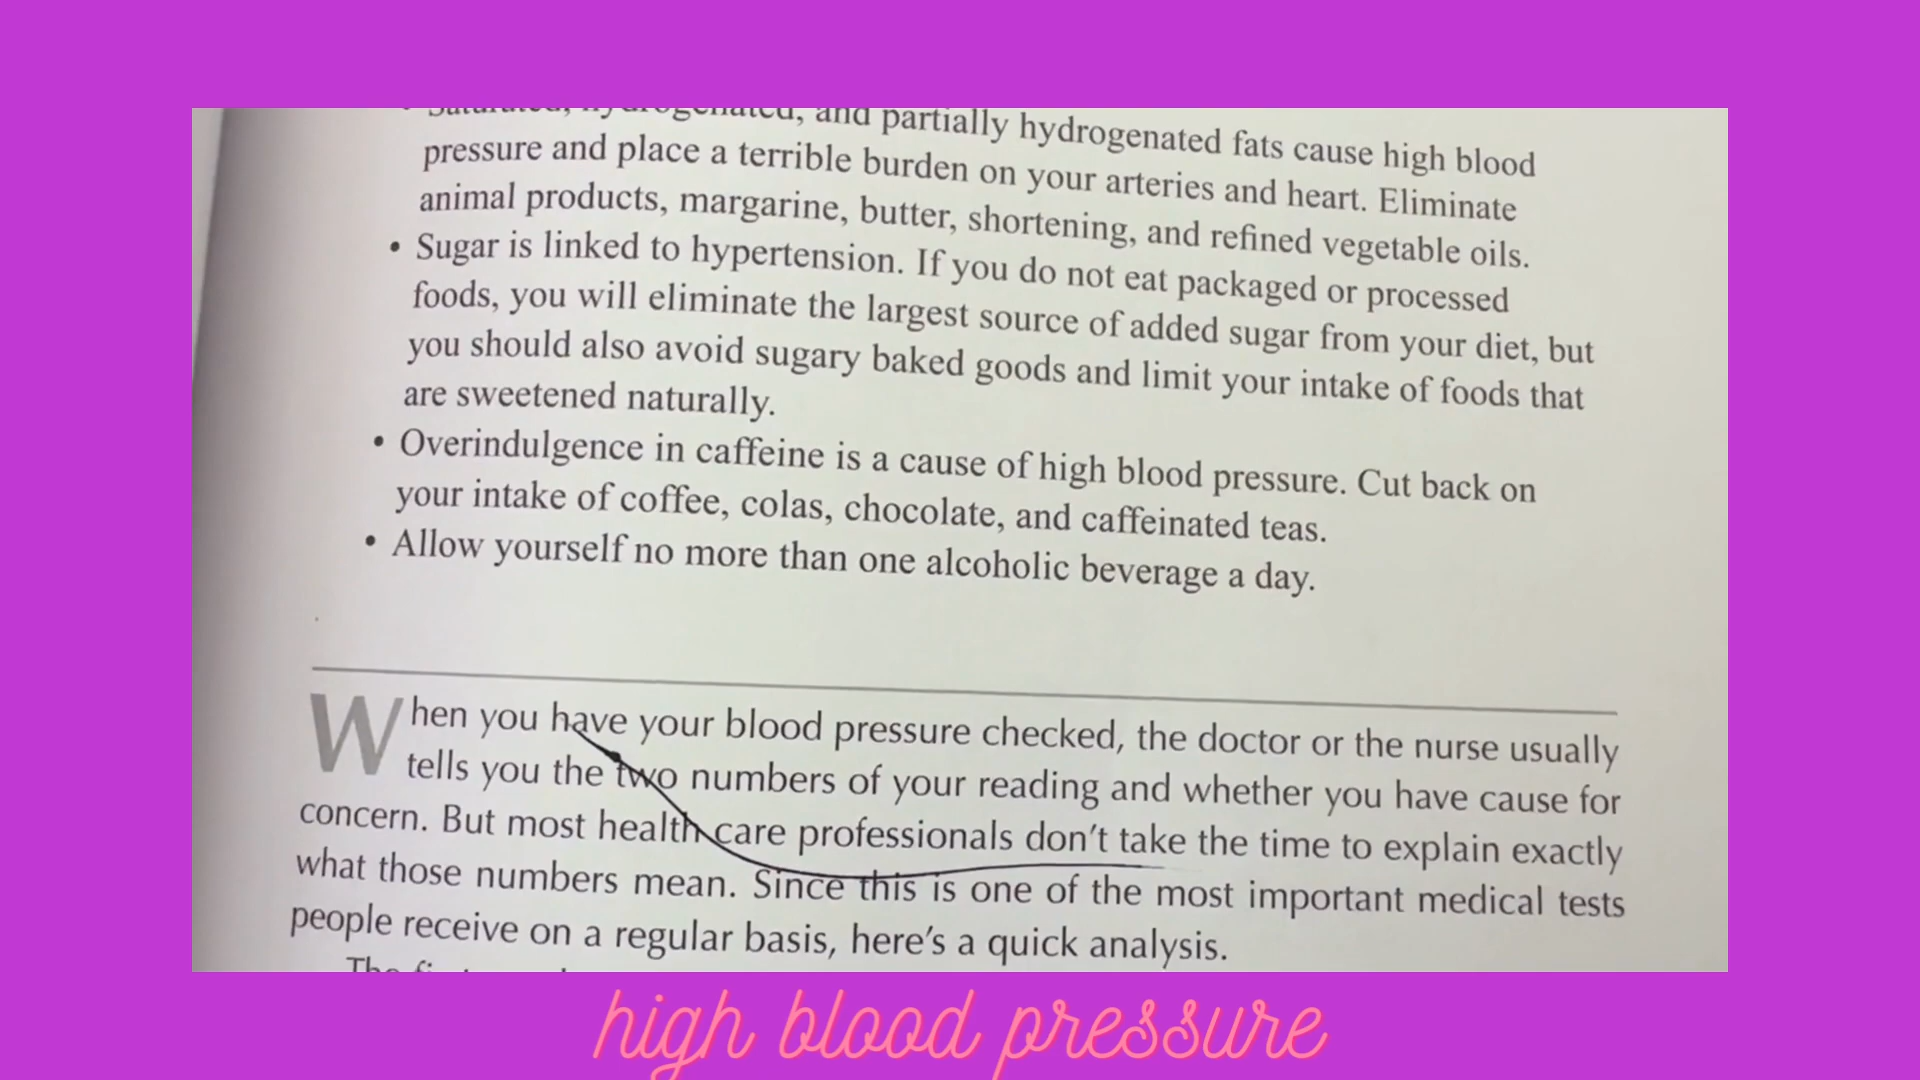 • Saturated, hydrogenated, and partially hydrogenated fats cause high blood
pressure and place a terrible burden on your arteries and heart. Eliminate
animal products, margarine, butter, shortening, and refined vegetable oils.
• Sugar is linked to hypertension. If you do not eat packaged or processed
foods, you will eliminate the largest source of added sugar from your diet, but
you should also avoid sugary baked goods and limit your intake of foods that
are sweetened naturally.
• Overindulgence in caffeine is a cause of high blood pressure. Cut back on
your intake of coffee, colas, chocolate, and caffeinated teas.
• Allow yourself no more than one alcoholic beverage a day.
When you have your blood pressure checked, the doctor or the nurse usually
tells you the two numbers of your reading and whether you have cause for
concern. But most health care professionals don't take the time to explain exactly
what those numbers mean. Since this is one of the most important medical tests
people receive on a regular basis, here's a quick analysis.
high blood pressure